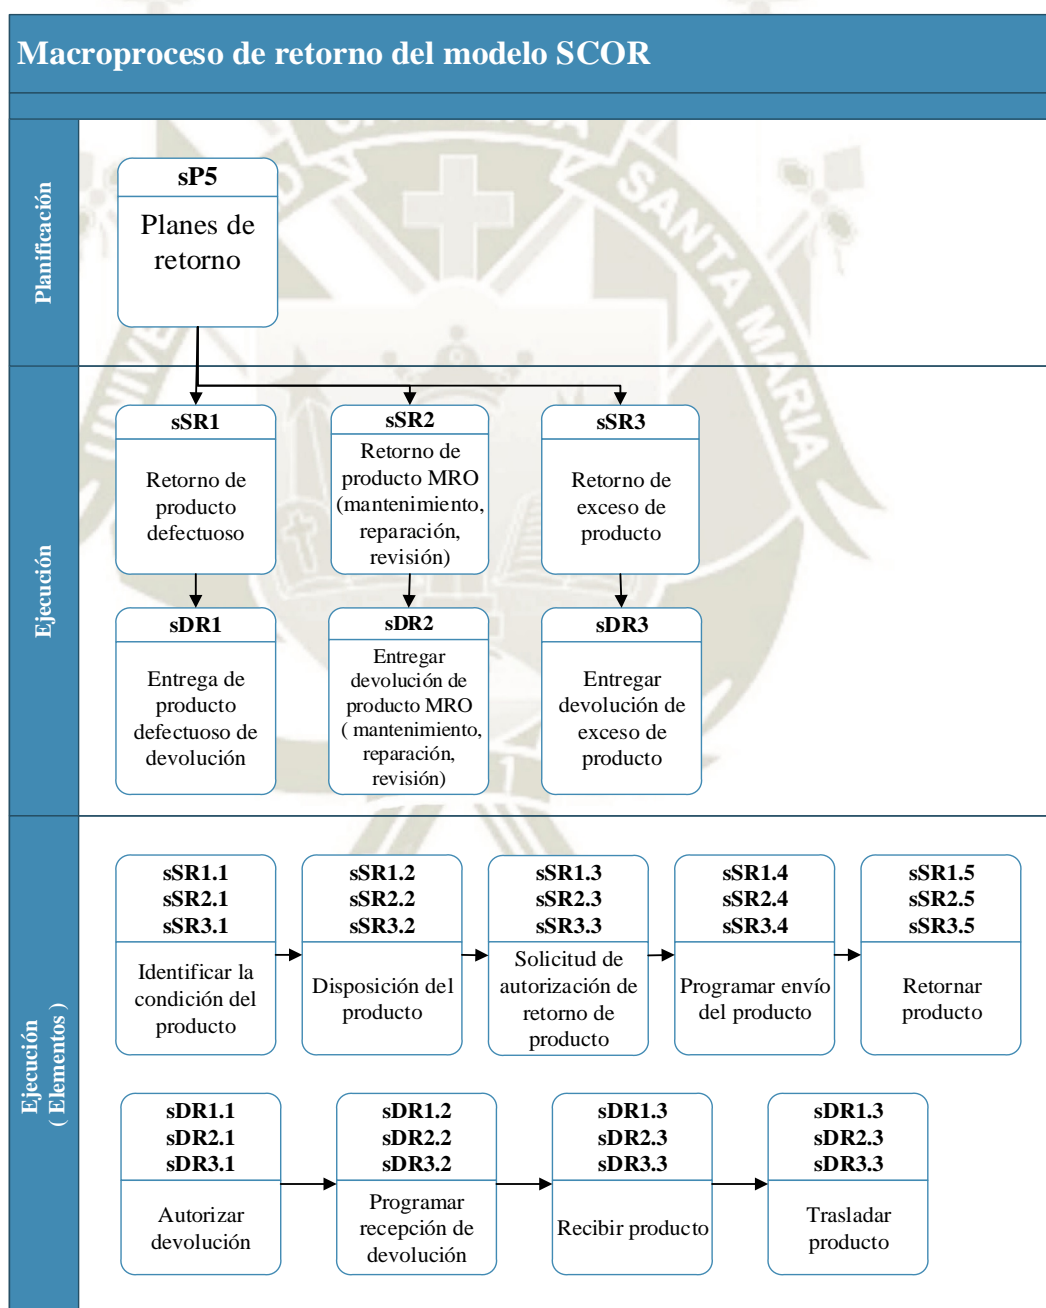 Macroproceso de retorno del modelo SCOR
Planificación
sP5
Planes de
retorno
UNIVE
O
CATOLICA
SANTA MARIA
Ejecución
sSR1
Retorno de
producto
defectuoso
sSR2
Retorno de
producto MRO
(mantenimiento,
reparación,
revisión)
sSR3
Retorno de
exceso de
producto
sDR1
Entrega de
producto
defectuoso de
devolución
sDR2
Entregar
devolución de
producto MRO
( mantenimiento,
reparación,
revisión)
sDR3
Entregar
devolución de
exceso de
producto
1
Ejecución
( Elementos )
sSR1.1
sSR2.1
sSR3.1
Identificar la
condición del
producto
sSR1.2
sSR2.2
sSR3.2
Disposición del
producto
sSR1.3
sSR2.3
sSR3.3
Solicitud de
autorización de
retorno de
producto
sSR1.4
sSR2.4
sSR3.4
Programar envío
del producto
sSR1.5
sSR2.5
sSR3.5
Retornar
producto
sDR1.1
sDR2.1
sDR3.1
Autorizar
devolución
sDR1.2
sDR2.2
sDR3.2
Programar
recepción de
devolución
sDR1.3
sDR2.3
sDR3.3
Recibir producto
sDR1.3
sDR2.3
sDR3.3
Trasladar
producto